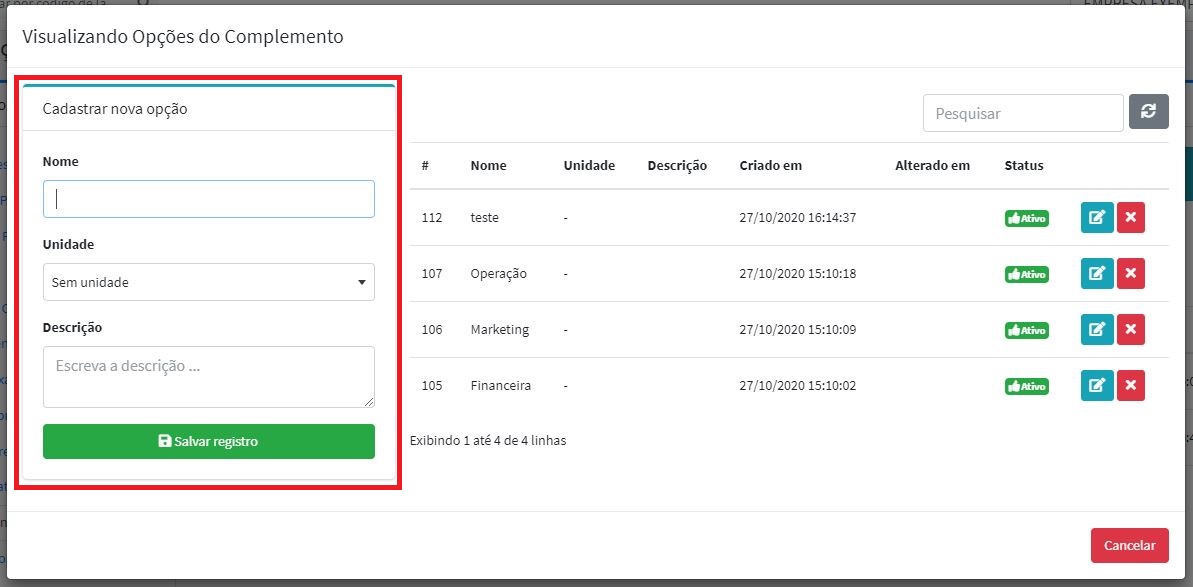 Visualizando Opções do Complemento
Cadastrar nova opção
Nome
Unidade
Sem unidade
Descrição
Escreva a descrição ...
Salvar registro
Pesquisar
# Nome Unidade Descrição Criado em Alterado em Status
112 teste - 27/10/2020 16:14:37 Ativo
107 Operação - 27/10/2020 15:10:18 Ativo
106 Marketing - 27/10/2020 15:10:09 Ativo
105 Financeira - 27/10/2020 15:10:02 Ativo
Exibindo 1 até 4 de 4 linhas
Cancelar